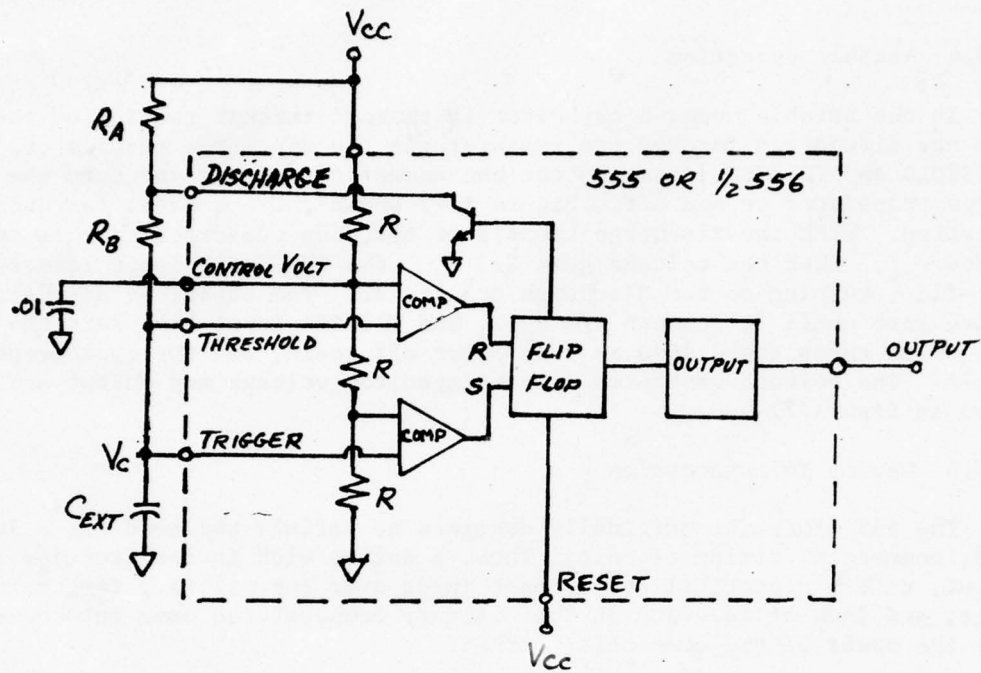 Vcc
RA
DISCHARGE
555 OR 1/2 556
R
RB
CONTROL VOLT
.01
COMP
THRESHOLD
R
FLIP
FLOP
OUTPUT
OUTPUT
R
S
TRIGGER
COMP
Vc
R
CEXT
RESET
Vcc